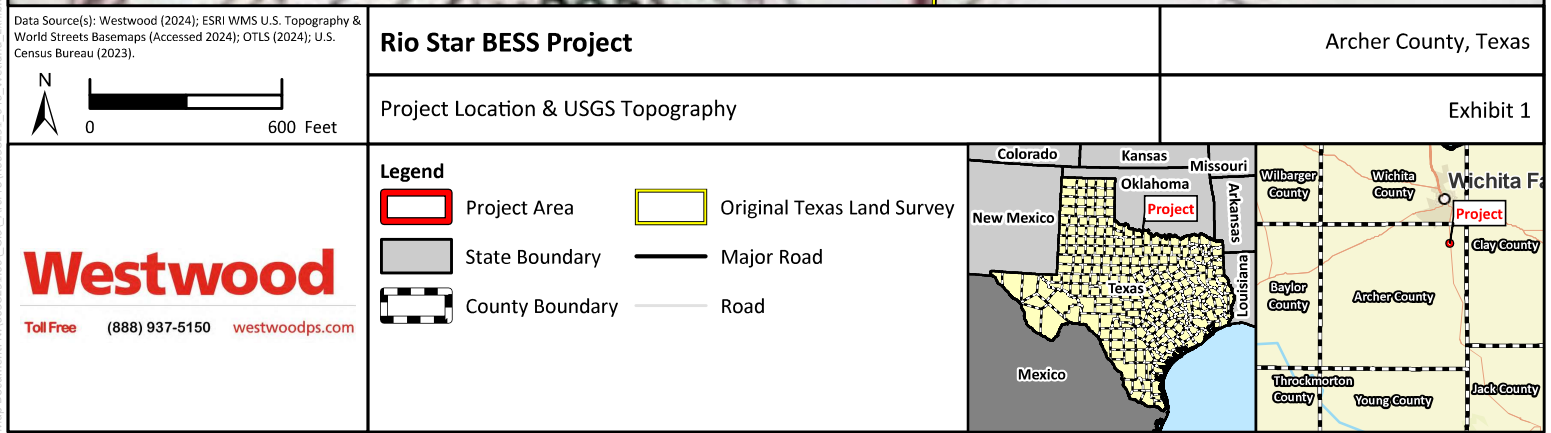 Data Source(s): Westwood (2024); ESRI WMS U.S. Topography &
World Streets Basemaps (Accessed 2024); OTLS (2024); U.S.
Census Bureau (2023).
N
0 600 Feet
Rio Star BESS Project
Archer County, Texas
Project Location & USGS Topography
Exhibit 1
Westwood
Toll Free (888) 937-5150 westwoodps.com
Legend
Project Area
State Boundary
County Boundary
Original Texas Land Survey
Major Road
Road
Colorado
Kansas
Missouri
Oklahoma
Arkansas
Project
New Mexico
Texas
Louisiana
Mexico
Wilbarger
County
Wichita
County
Wichita Fa
Project
Clay County
Baylor
County
Archer County
Throckmorton
County
Young County
Jack County